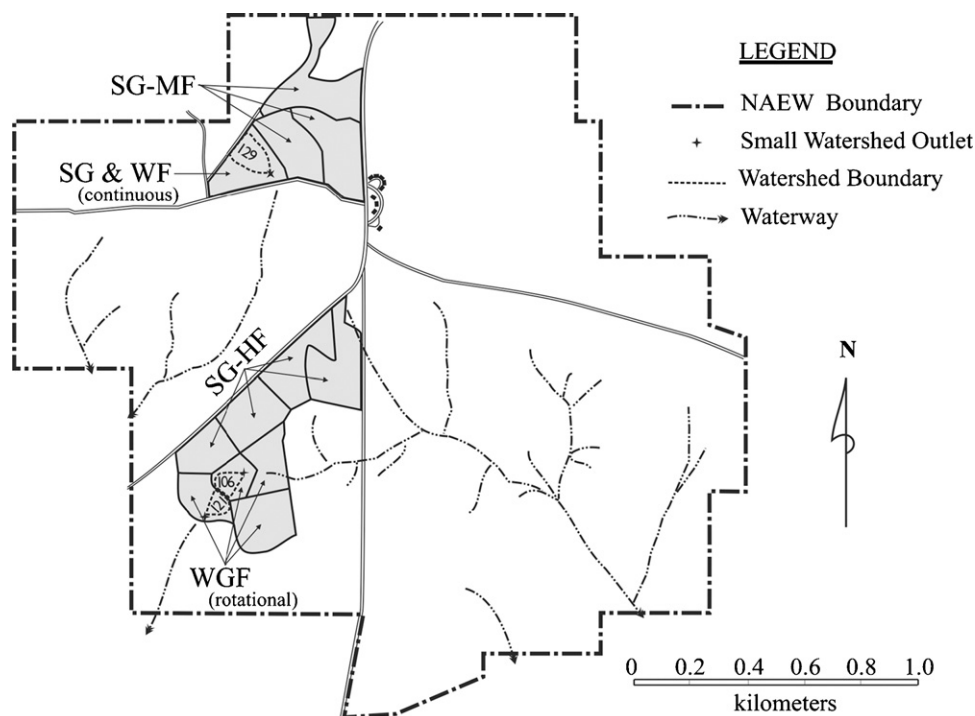 LEGEND
NAEW Boundary
Small Watershed Outlet
Watershed Boundary
Waterway
SG-MF
129
SG & WF
(continuous)
SG-HF
106
121
WGF
(rotational)
N
0 0.2 0.4 0.6 0.8 1.0
kilometers